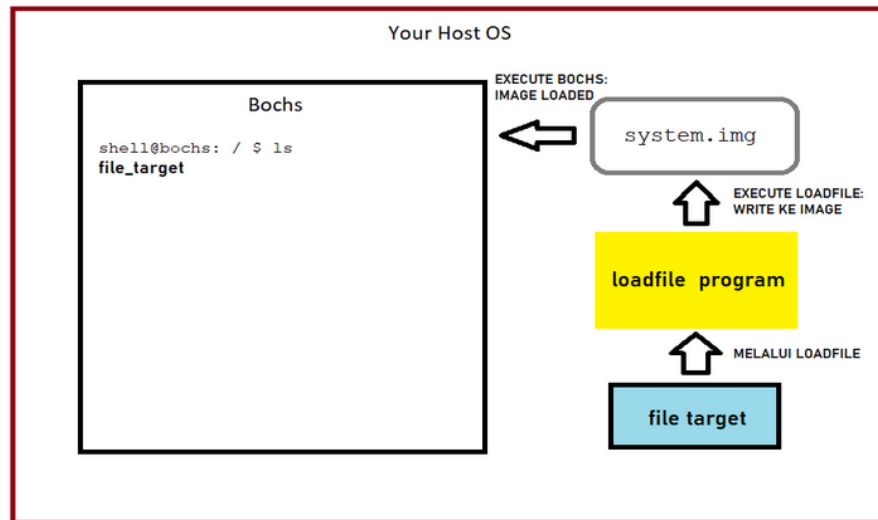 Your Host OS
EXECUTE BOCHS:
IMAGE LOADED
Bochs
shell@bochs: / $ ls
file_target
system.img
EXECUTE LOADFILE:
WRITE KE IMAGE
loadfile program
MELALUI LOADFILE
file target